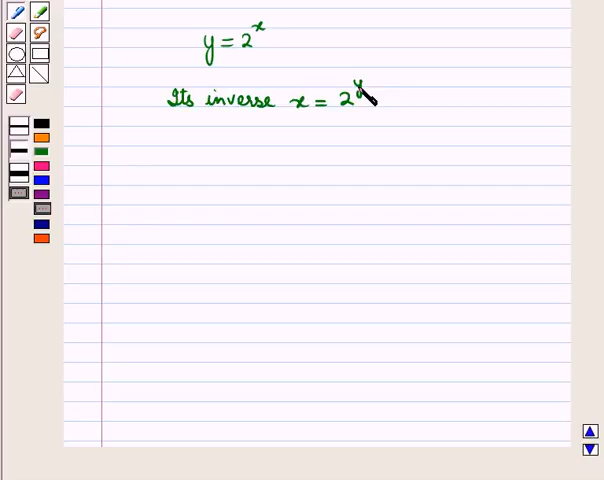 y = 2^x
Its inverse x = 2^y